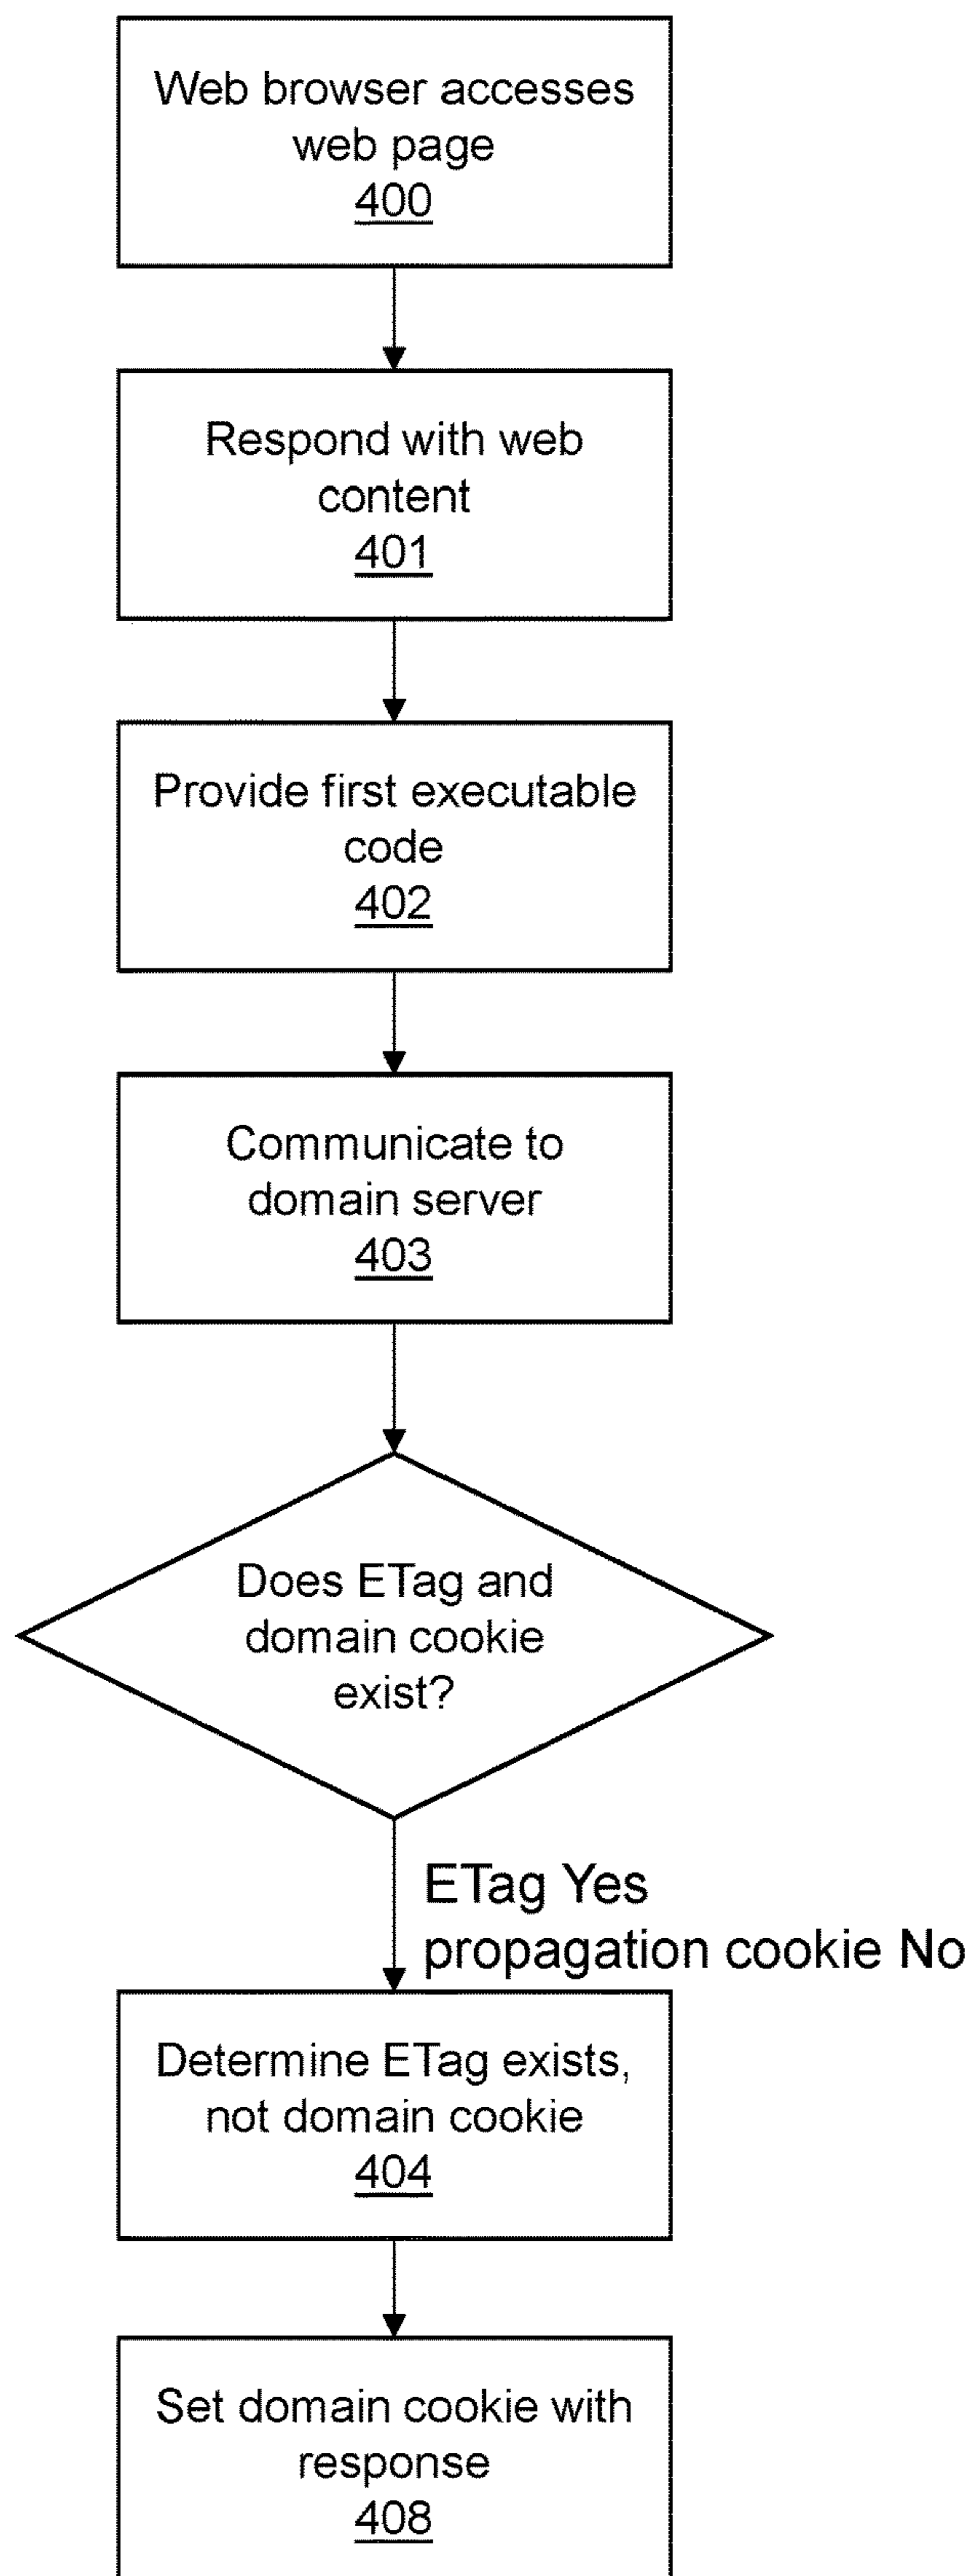 Web browser accesses
web page
400
Respond with web
content
401
Provide first executable
code
402
Communicate to
domain server
403
Does ETag and
domain cookie
exist?
ETag Yes
propagation cookie No
Determine ETag exists,
not domain cookie
404
Set domain cookie with
response
408